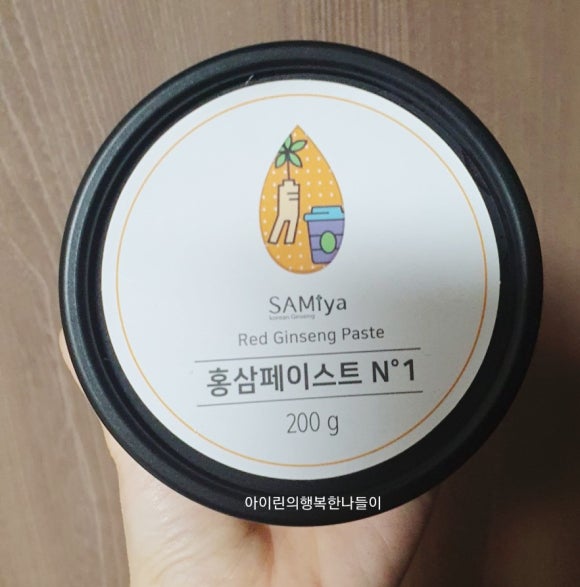 SAMiya
Korean Ginseng
Red Ginseng Paste
홍삼페이스트 N°1
200 g
아이린의행복한나들이